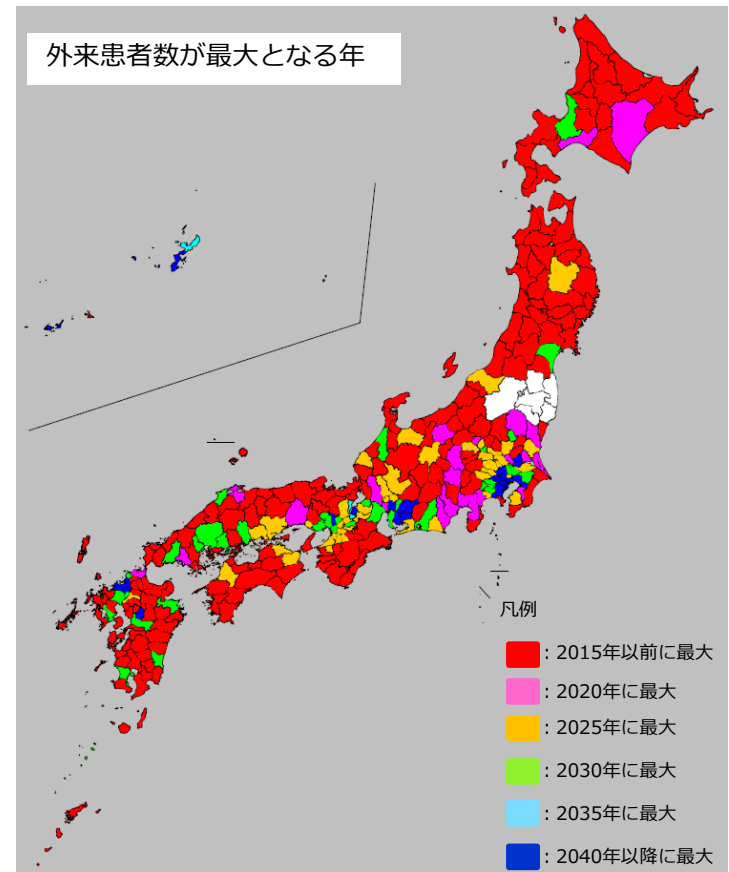 外来患者数が最大となる年
凡例
：2015年以前に最大
：2020年に最大
：2025年に最大
：2030年に最大
：2035年に最大
：2040年以降に最大